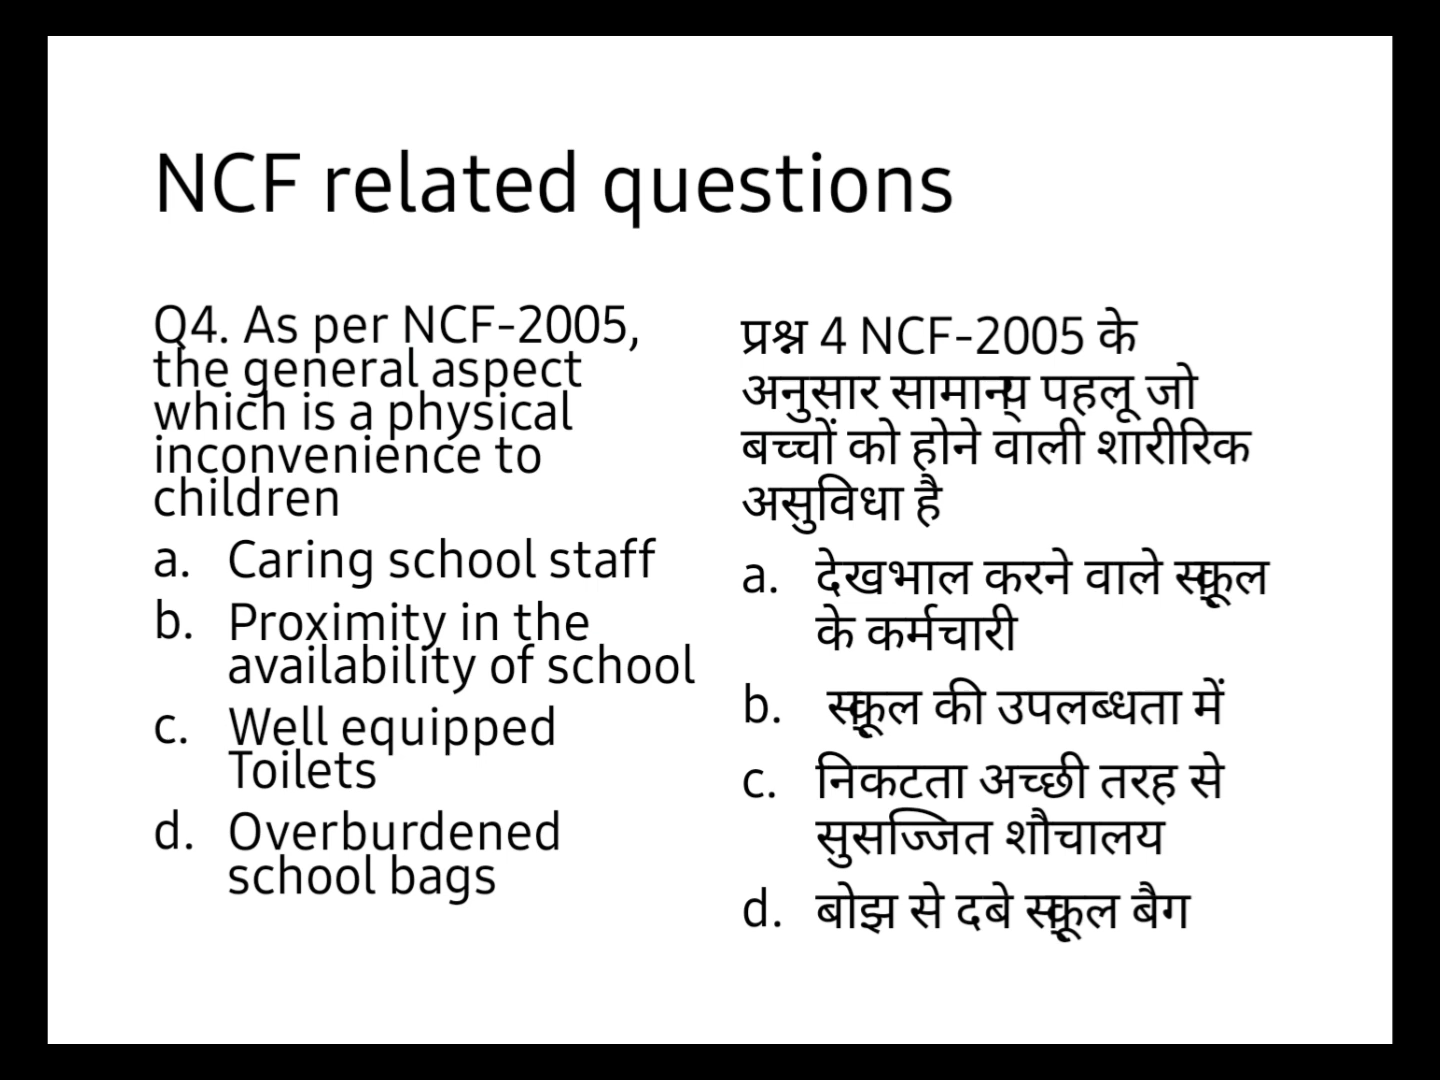 NCF related questions
Q4. As per NCF-2005,
the general aspect
which is a physical
inconvenience to
children
a. Caring school staff
b. Proximity in the
availability of school
c. Well equipped
Toilets
d. Overburdened
school bags
प्रश्न 4 NCF-2005 के
अनुसार सामान्य पहलू जो
बच्चों को होने वाली शारीरिक
असुविधा है
a. देखभाल करने वाले स्कूल
के कर्मचारी
b. स्कूल की उपलब्धता में
c. निकटता अच्छी तरह से
सुसज्जित शौचालय
d. बोझ से दबे स्कूल बैग